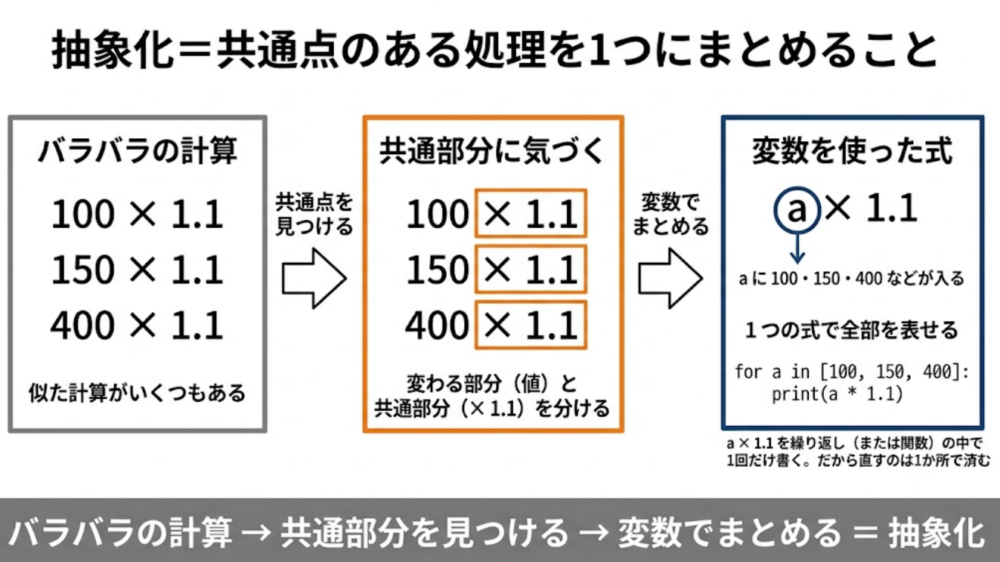 抽象化＝共通点のある処理を1つにまとめること
バラバラの計算
100 × 1.1
150 × 1.1
400 × 1.1
似た計算がいくつもある
共通点を
見つける
共通部分に気づく
100 × 1.1
150 × 1.1
400 × 1.1
変わる部分（値）と
共通部分（× 1.1）を分ける
変数で
まとめる
変数を使った式
a × 1.1
a に 100・150・400 などが入る
1つの式で全部を表せる
for a in [100, 150, 400]:
    print(a * 1.1)
a × 1.1 を繰り返し（または関数）の中で
1回だけ書く。だから直すのは1か所で済む
バラバラの計算 → 共通部分を見つける → 変数でまとめる ＝ 抽象化